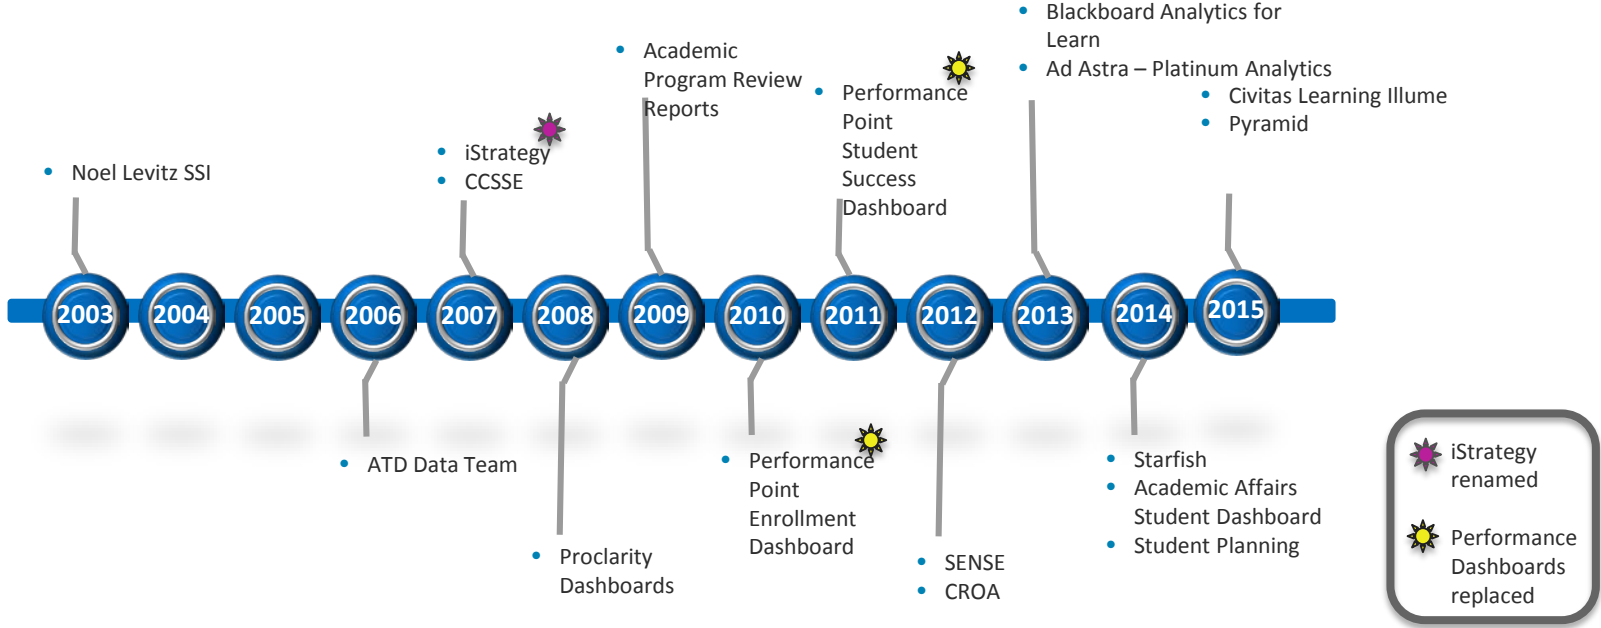 • Blackboard Analytics for
Learn
• Ad Astra – Platinum Analytics
• Academic
Program Review
Reports
• Performance
Point
Student
Success
Dashboard
• Civitas Learning Illume
• Pyramid
• iStrategy
• CCSSE
• Noel Levitz SSI
2003 2004 2005 2006 2007 2008 2009 2010 2011 2012 2013 2014 2015
• ATD Data Team
• Proclarity
Dashboards
• Performance
Point
Enrollment
Dashboard
• SENSE
• CROA
• Starfish
• Academic Affairs
Student Dashboard
• Student Planning
iStrategy
renamed
Performance
Dashboards
replaced